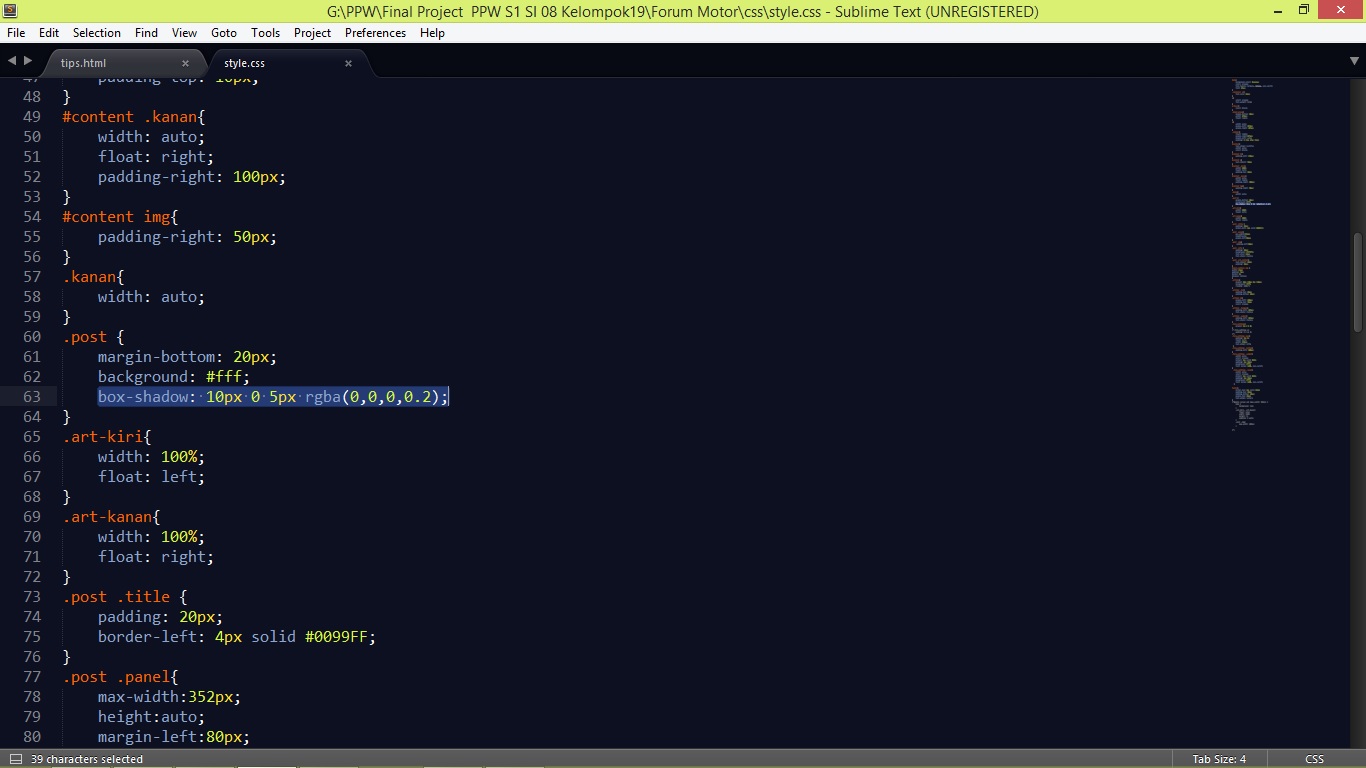 G:\PPW\Final Project  PPW S1 SI 08 Kelompok19\Forum Motor\css\style.css - Sublime Text (UNREGISTERED)
File Edit Selection Find View Goto Tools Project Preferences Help
tips.html × style.css ×
47 padding-top: 10px;
48 }
49 #content .kanan{
50     width: auto;
51     float: right;
52     padding-right: 100px;
53 }
54 #content img{
55     padding-right: 50px;
56 }
57 .kanan{
58     width: auto;
59 }
60 .post {
61     margin-bottom: 20px;
62     background: #fff;
63     box-shadow: 10px 0 5px rgba(0,0,0,0.2);
64 }
65 .art-kiri{
66     width: 100%;
67     float: left;
68 }
69 .art-kanan{
70     width: 100%;
71     float: right;
72 }
73 .post .title {
74     padding: 20px;
75     border-left: 4px solid #0099FF;
76 }
77 .post .panel{
78     max-width:352px;
79     height:auto;
80     margin-left:80px;
39 characters selected Tab Size: 4 CSS